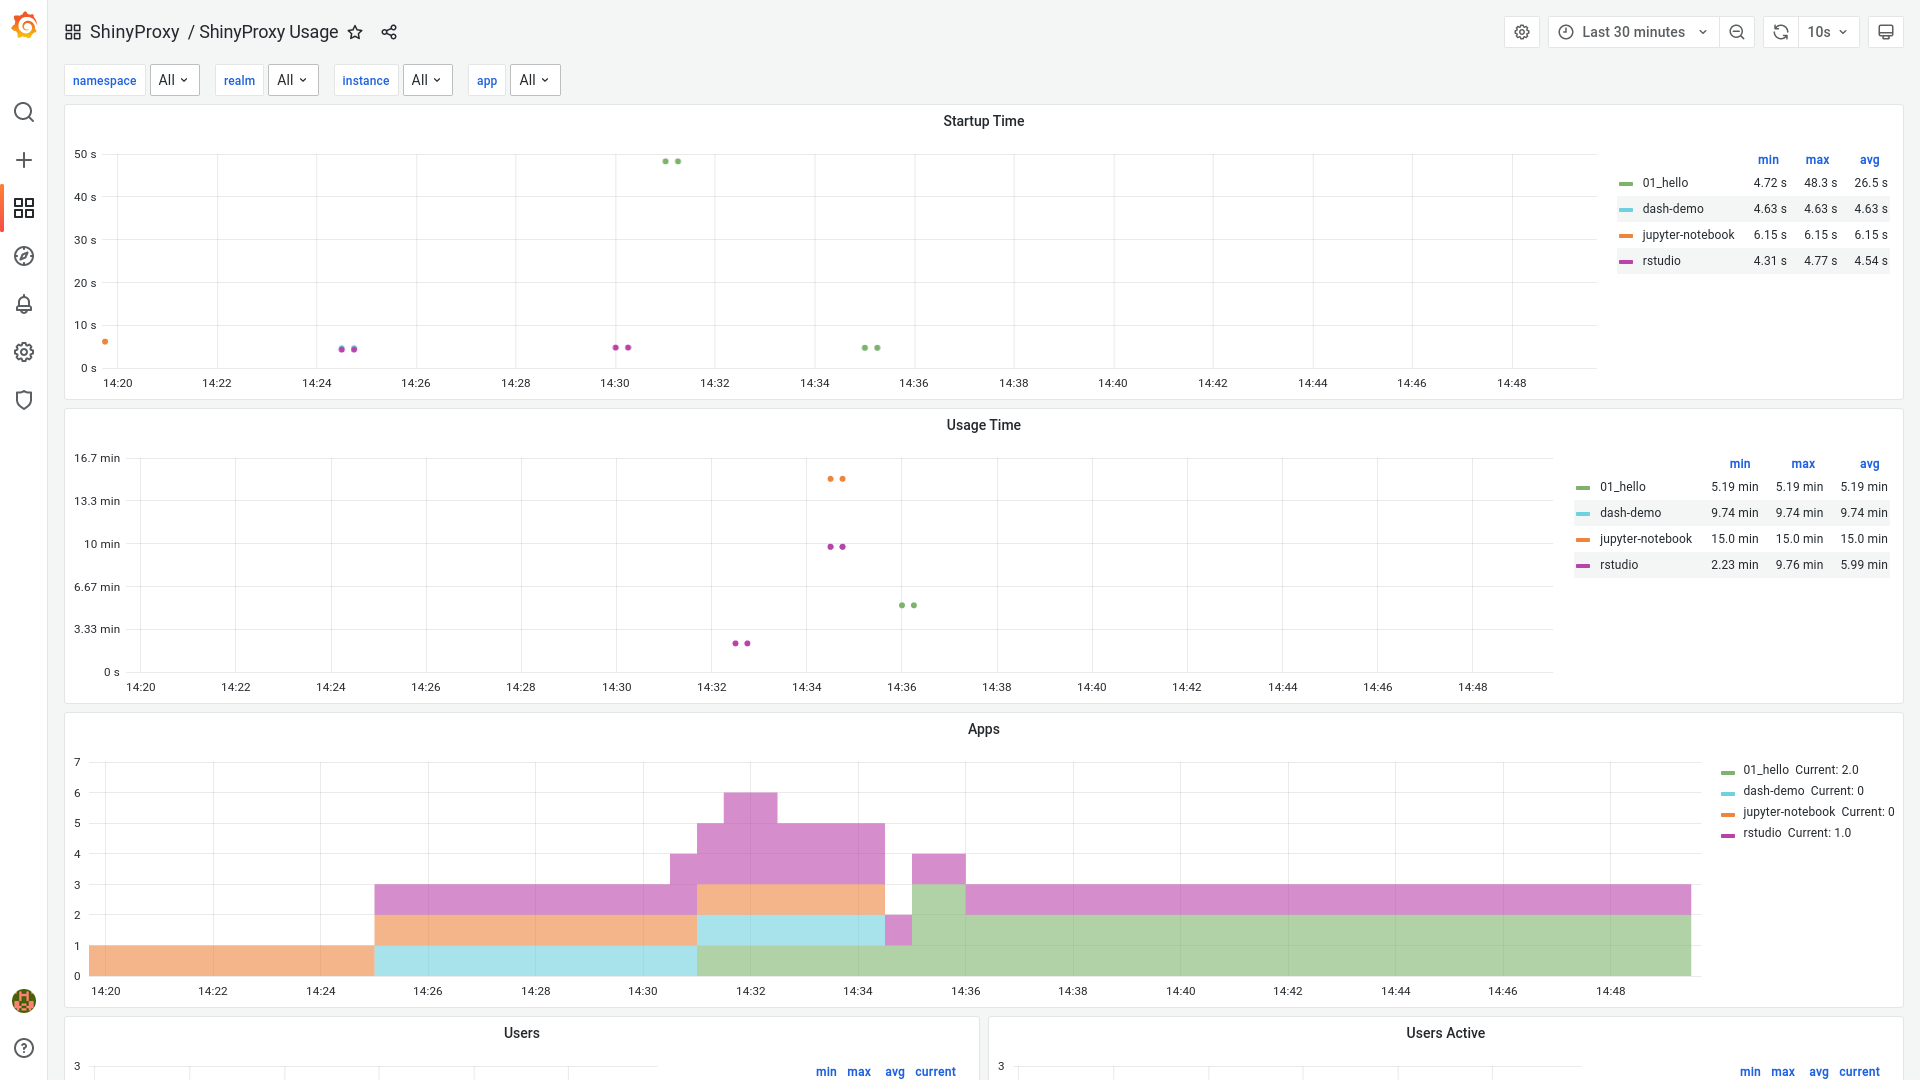 ShinyProxy / ShinyProxy Usage
Last 30 minutes 10s
namespace All realm All instance All app All
Startup Time
50 s
40 s
30 s
20 s
10 s
0 s
14:20 14:22 14:24 14:26 14:28 14:30 14:32 14:34 14:36 14:38 14:40 14:42 14:44 14:46 14:48
min max avg
01_hello 4.72 s 48.3 s 26.5 s
dash-demo 4.63 s 4.63 s 4.63 s
jupyter-notebook 6.15 s 6.15 s 6.15 s
rstudio 4.31 s 4.77 s 4.54 s
Usage Time
16.7 min
13.3 min
10 min
6.67 min
3.33 min
0 s
14:20 14:22 14:24 14:26 14:28 14:30 14:32 14:34 14:36 14:38 14:40 14:42 14:44 14:46 14:48
min max avg
01_hello 5.19 min 5.19 min 5.19 min
dash-demo 9.74 min 9.74 min 9.74 min
jupyter-notebook 15.0 min 15.0 min 15.0 min
rstudio 2.23 min 9.76 min 5.99 min
Apps
7
6
5
4
3
2
1
0
14:20 14:22 14:24 14:26 14:28 14:30 14:32 14:34 14:36 14:38 14:40 14:42 14:44 14:46 14:48
01_hello Current: 2.0
dash-demo Current: 0
jupyter-notebook Current: 0
rstudio Current: 1.0
Users
3
min max avg current
Users Active
3
min max avg current